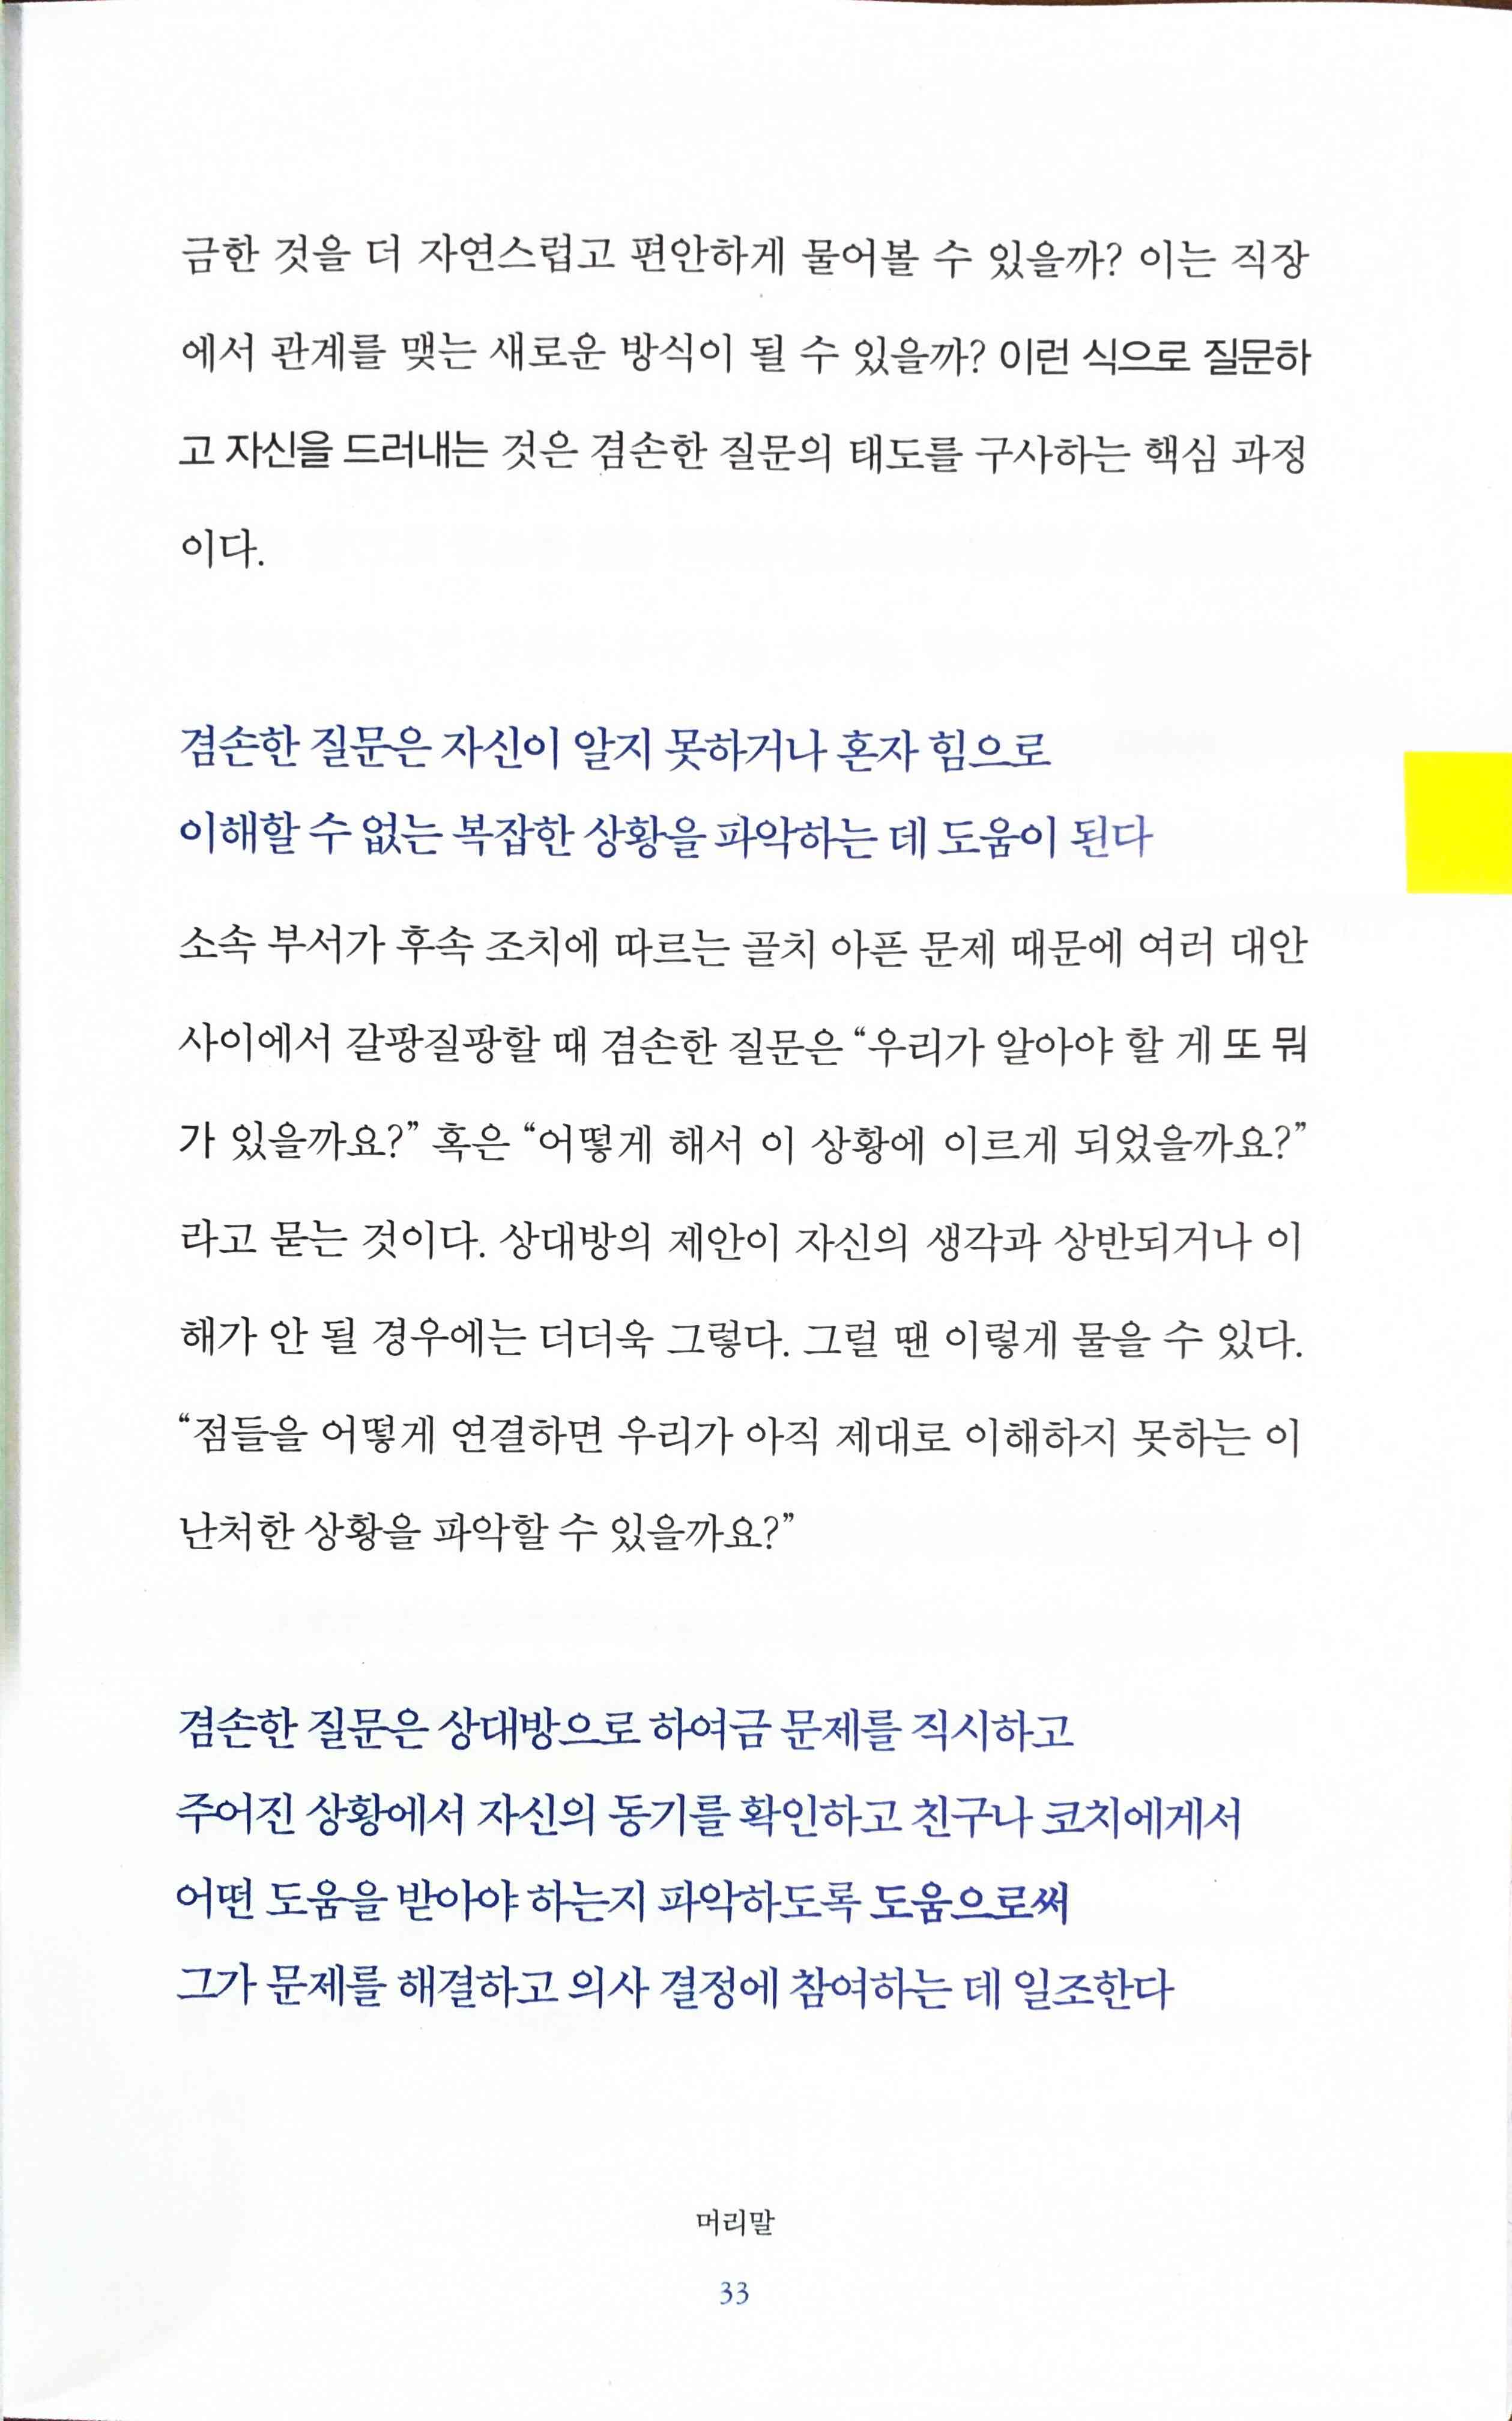 금한 것을 더 자연스럽고 편안하게 물어볼 수 있을까? 이는 직장
에서 관계를 맺는 새로운 방식이 될 수 있을까? 이런 식으로 질문하
고 자신을 드러내는 것은 겸손한 질문의 태도를 구사하는 핵심 과정
이다.
겸손한 질문은 자신이 알지 못하거나 혼자 힘으로
이해할 수 없는 복잡한 상황을 파악하는 데 도움이 된다
소속 부서가 후속 조치에 따르는 골치 아픈 문제 때문에 여러 대안
사이에서 갈팡질팡할 때 겸손한 질문은 “우리가 알아야 할 게 또 뭐
가 있을까요?” 혹은 “어떻게 해서 이 상황에 이르게 되었을까요?”
라고 묻는 것이다. 상대방의 제안이 자신의 생각과 상반되거나 이
해가 안 될 경우에는 더더욱 그렇다. 그럴 땐 이렇게 물을 수 있다.
“점들을 어떻게 연결하면 우리가 아직 제대로 이해하지 못하는 이
난처한 상황을 파악할 수 있을까요?”
겸손한 질문은 상대방으로 하여금 문제를 직시하고
주어진 상황에서 자신의 동기를 확인하고 친구나 코치에게서
어떤 도움을 받아야 하는지 파악하도록 도움으로써
그가 문제를 해결하고 의사 결정에 참여하는 데 일조한다
머리말
33